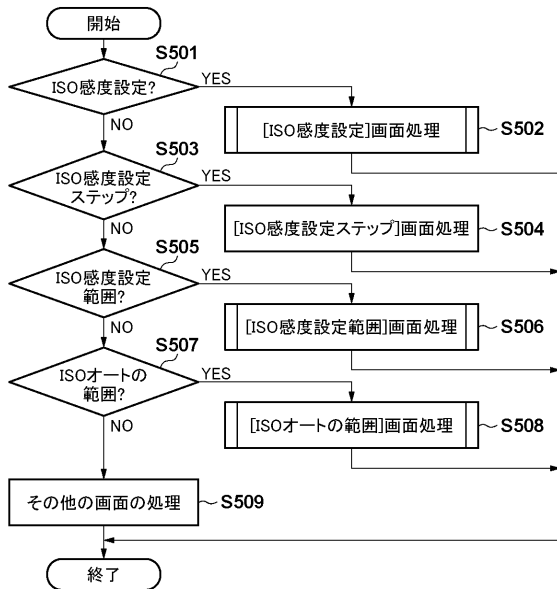 開始
S501
ISO感度設定?
YES
[ISO感度設定]画面処理
S502
NO
S503
ISO感度設定
ステップ?
YES
[ISO感度設定ステップ]画面処理
S504
NO
S505
ISO感度設定
範囲?
YES
[ISO感度設定範囲]画面処理
S506
NO
S507
ISOオートの
範囲?
YES
[ISOオートの範囲]画面処理
S508
NO
その他の画面の処理
S509
終了